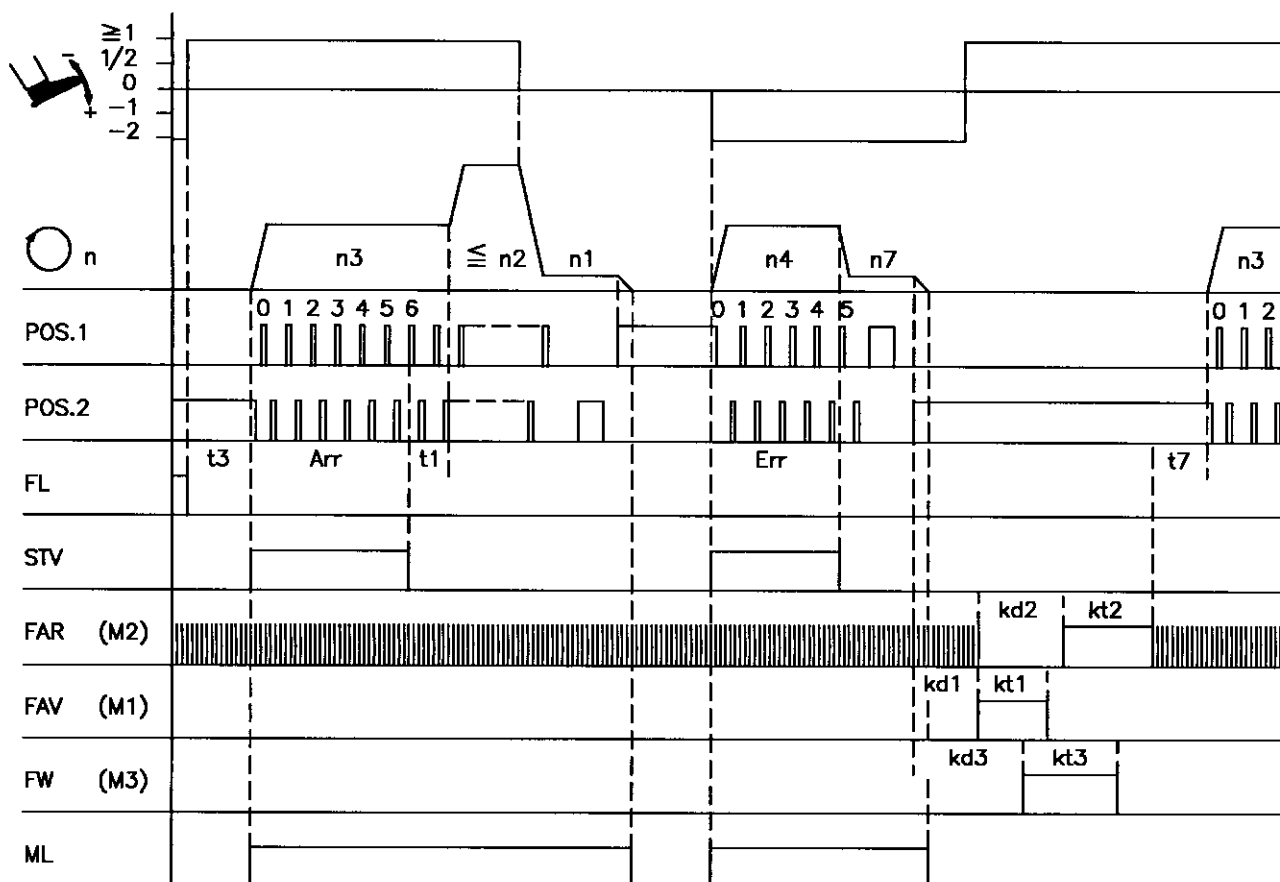 ≧1
1/2
0
-1
-2
-
+
n
n3
≦ n2
n1
n4
n7
n3
POS.1
0 1 2 3 4 5 6
0 1 2 3 4 5
0 1 2
POS.2
t3
Arr
t1
Err
t7
FL
STV
FAR (M2)
kd2
kt2
FAV (M1)
kd1
kt1
FW (M3)
kd3
kt3
ML